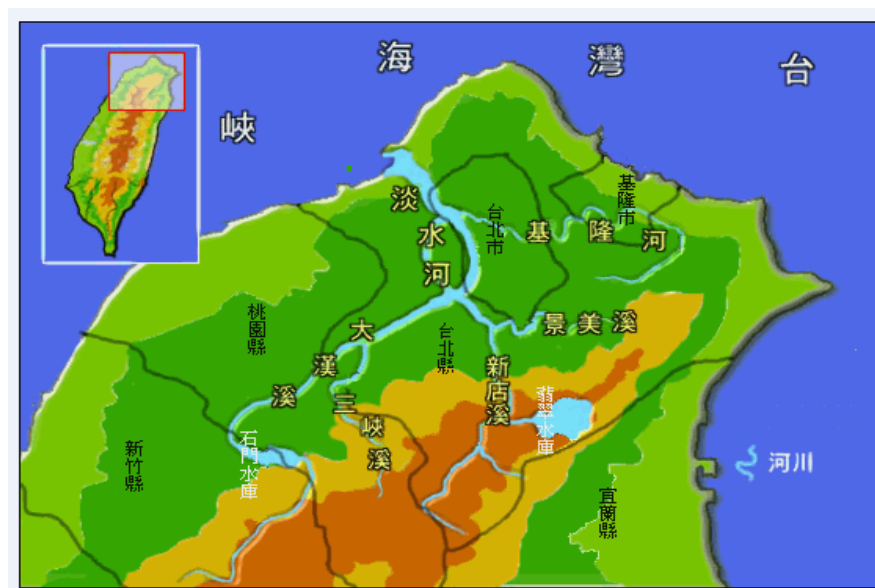 台灣海峽
淡水河
台北市
基隆市
基隆河
桃園縣
大漢溪
台北縣
景美溪
新店溪
翡翠水庫
三峽溪
石門水庫
新竹縣
宜蘭縣
河川